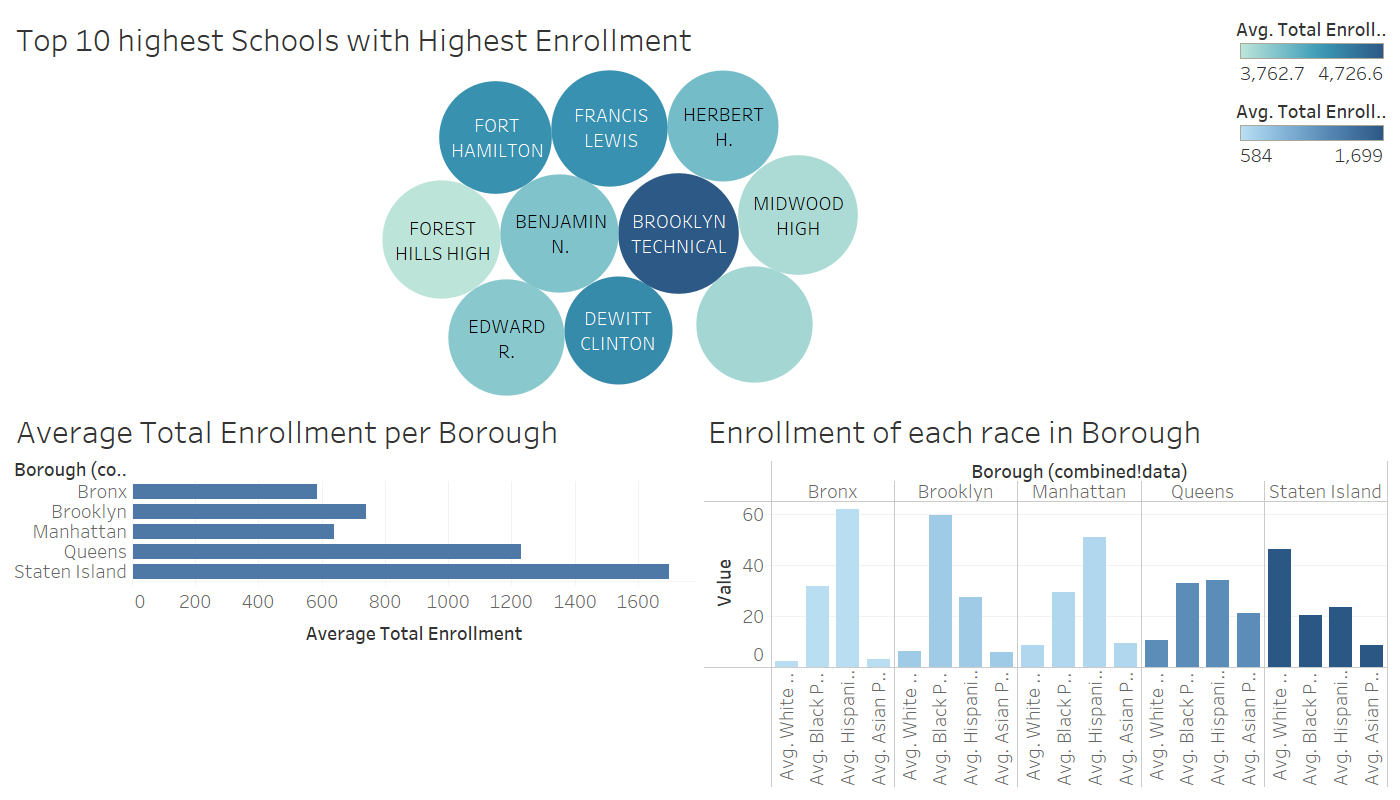 Top 10 highest Schools with Highest Enrollment
Avg. Total Enroll..
3,762.7 4,726.6
Avg. Total Enroll..
584 1,699
FORT
HAMILTON
FRANCIS
LEWIS
HERBERT
H.
MIDWOOD
HIGH
FOREST
HILLS HIGH
BENJAMIN
N.
BROOKLYN
TECHNICAL
EDWARD
R.
DEWITT
CLINTON
Average Total Enrollment per Borough
Borough (co..
Bronx
Brooklyn
Manhattan
Queens
Staten Island
0 200 400 600 800 1000 1200 1400 1600
Average Total Enrollment
Enrollment of each race in Borough
Borough (combined!data)
Bronx Brooklyn Manhattan Queens Staten Island
Value
60
40
20
0
Avg. White ..
Avg. Black P..
Avg. Hispani..
Avg. Asian P..
Avg. White ..
Avg. Black P..
Avg. Hispani..
Avg. Asian P..
Avg. White ..
Avg. Black P..
Avg. Hispani..
Avg. Asian P..
Avg. White ..
Avg. Black P..
Avg. Hispani..
Avg. Asian P..
Avg. White ..
Avg. Black P..
Avg. Hispani..
Avg. Asian P..